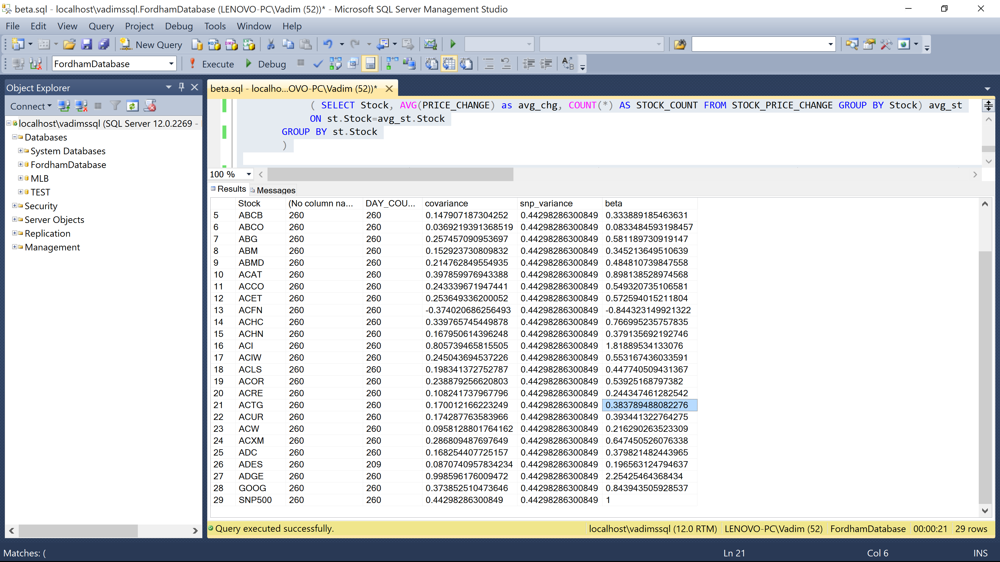 beta.sql - localhost\vadimssql.FordhamDatabase (LENOVO-PC\Vadim (52))* - Microsoft SQL Server Management Studio
File Edit View Query Project Debug Tools Window Help
New Query
FordhamDatabase Execute Debug
Object Explorer
Connect
localhost\vadimssql (SQL Server 12.0.2269 -
Databases
System Databases
FordhamDatabase
MLB
TEST
Security
Server Objects
Replication
Management
beta.sql - localho...OVO-PC\Vadim (52))*
( SELECT Stock, AVG(PRICE_CHANGE) as avg_chg, COUNT(*) AS STOCK_COUNT FROM STOCK_PRICE_CHANGE GROUP BY Stock) avg_st
ON st.Stock=avg_st.Stock
GROUP BY st.Stock
)
100 %
Results Messages
Stock (No column na... DAY_COU... covariance snp_variance beta
5 ABCB 260 260 0.147907187304252 0.44298286300849 0.333889185463631
6 ABCO 260 260 0.0369219391368519 0.44298286300849 0.0833484593198457
7 ABG 260 260 0.257457090953697 0.44298286300849 0.581189730919147
8 ABM 260 260 0.152923730809832 0.44298286300849 0.345213649510639
9 ABMD 260 260 0.214762849554935 0.44298286300849 0.484810739847558
10 ACAT 260 260 0.397859976943388 0.44298286300849 0.898138528974568
11 ACCO 260 260 0.243339671947441 0.44298286300849 0.549320735106581
12 ACET 260 260 0.253649336200052 0.44298286300849 0.572594015211804
13 ACFN 260 260 -0.374020686256493 0.44298286300849 -0.844323149921322
14 ACHC 260 260 0.339765745449878 0.44298286300849 0.766995235757835
15 ACHN 260 260 0.167950614396248 0.44298286300849 0.379135692192746
16 ACI 260 260 0.805739465815505 0.44298286300849 1.81889534133076
17 ACIW 260 260 0.245043694537226 0.44298286300849 0.553167436033591
18 ACLS 260 260 0.198341372752787 0.44298286300849 0.447740509431367
19 ACOR 260 260 0.238879256620803 0.44298286300849 0.53925168797382
20 ACRE 260 260 0.108241737967796 0.44298286300849 0.244347461282542
21 ACTG 260 260 0.170012166223249 0.44298286300849 0.383789488082276
22 ACUR 260 260 0.174287763583966 0.44298286300849 0.393441322764275
23 ACW 260 260 0.0958128801764162 0.44298286300849 0.216290263523309
24 ACXM 260 260 0.286809487697649 0.44298286300849 0.647450526076338
25 ADC 260 260 0.168254407725157 0.44298286300849 0.379821482443965
26 ADES 260 209 0.0870740957834234 0.44298286300849 0.196563124794637
27 ADGE 260 260 0.998596176009472 0.44298286300849 2.25425464368434
28 GOOG 260 260 0.373852510473646 0.44298286300849 0.843943505928537
29 SNP500 260 260 0.44298286300849 0.44298286300849 1
Query executed successfully. localhost\vadimssql (12.0 RTM) LENOVO-PC\Vadim (52) FordhamDatabase 00:00:21 29 rows
Matches: ( Ln 21 Col 6 INS